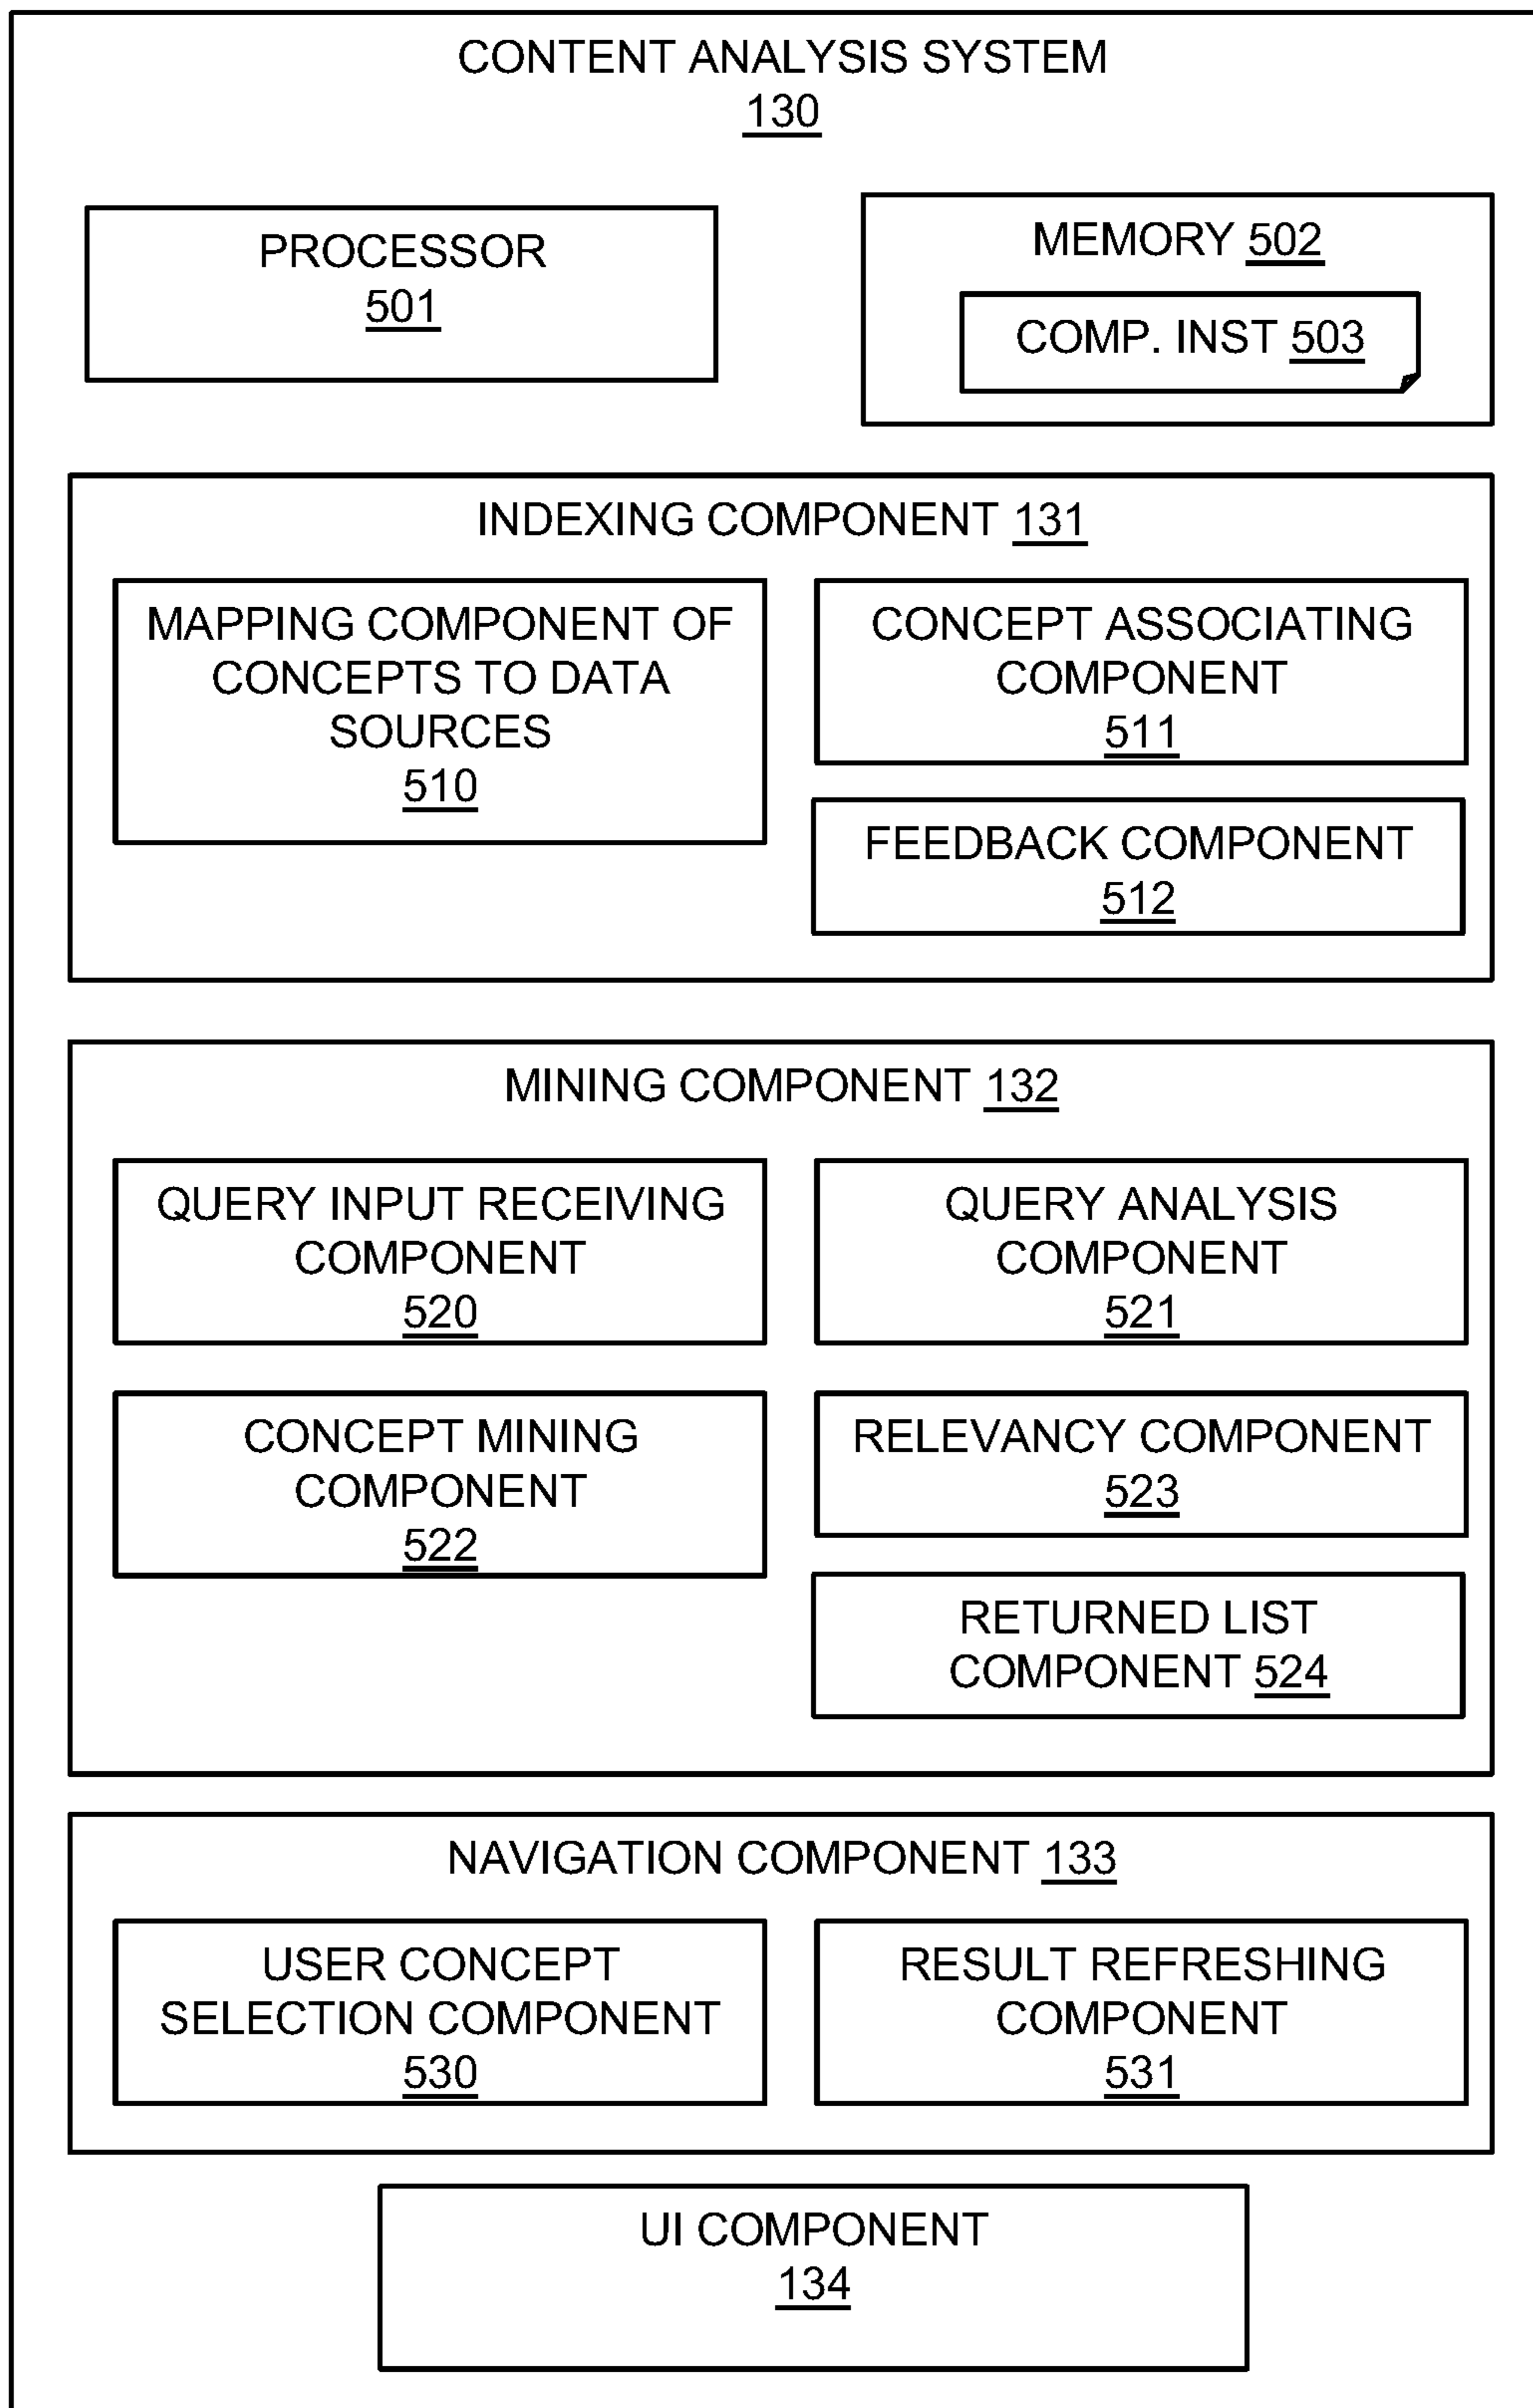 CONTENT ANALYSIS SYSTEM
130
PROCESSOR
501
MEMORY 502
COMP. INST 503
INDEXING COMPONENT 131
MAPPING COMPONENT OF
CONCEPTS TO DATA
SOURCES
510
CONCEPT ASSOCIATING
COMPONENT
511
FEEDBACK COMPONENT
512
MINING COMPONENT 132
QUERY INPUT RECEIVING
COMPONENT
520
QUERY ANALYSIS
COMPONENT
521
CONCEPT MINING
COMPONENT
522
RELEVANCY COMPONENT
523
RETURNED LIST
COMPONENT 524
NAVIGATION COMPONENT 133
USER CONCEPT
SELECTION COMPONENT
530
RESULT REFRESHING
COMPONENT
531
UI COMPONENT
134